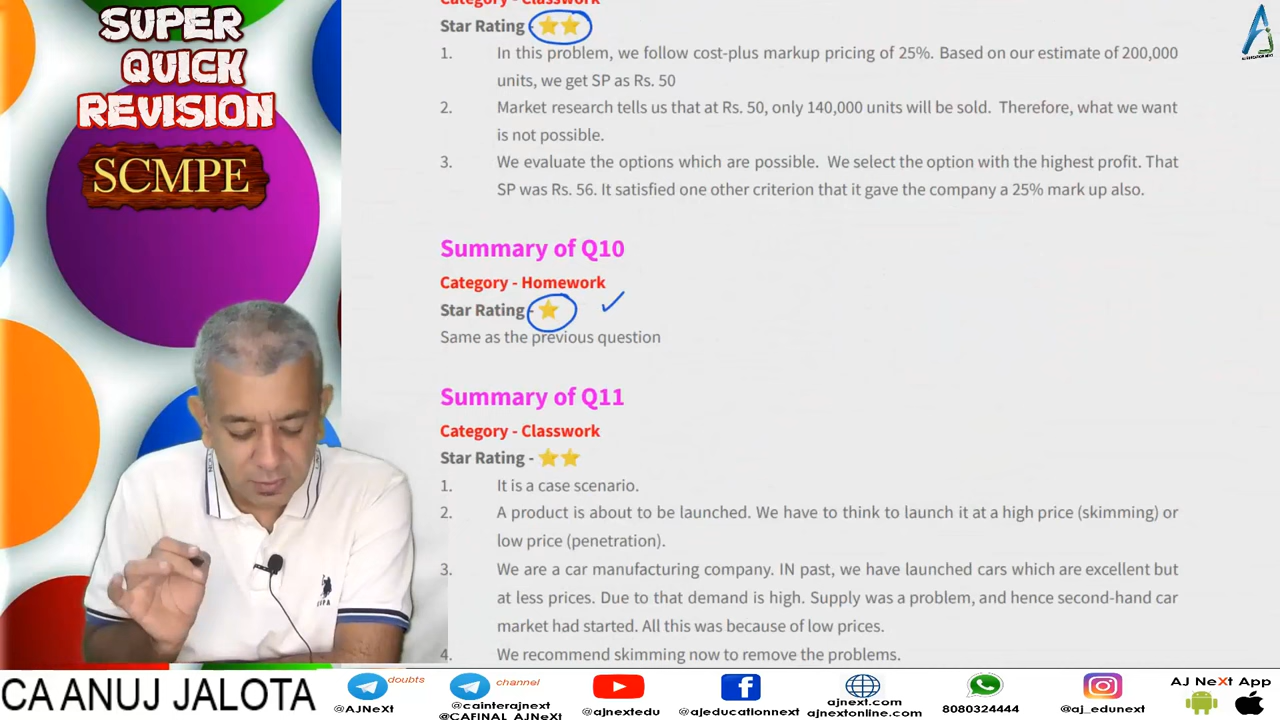 SUPER
QUICK
REVISION
SCMPE
Category - Classwork
Star Rating -
1. In this problem, we follow cost-plus markup pricing of 25%. Based on our estimate of 200,000
units, we get SP as Rs. 50
2. Market research tells us that at Rs. 50, only 140,000 units will be sold. Therefore, what we want
is not possible.
3. We evaluate the options which are possible. We select the option with the highest profit. That
SP was Rs. 56. It satisfied one other criterion that it gave the company a 25% mark up also.
Summary of Q10
Category - Homework
Star Rating -
Same as the previous question
Summary of Q11
Category - Classwork
Star Rating -
1. It is a case scenario.
2. A product is about to be launched. We have to think to launch it at a high price (skimming) or
low price (penetration).
3. We are a car manufacturing company. IN past, we have launched cars which are excellent but
at less prices. Due to that demand is high. Supply was a problem, and hence second-hand car
market had started. All this was because of low prices.
4. We recommend skimming now to remove the problems.
CA ANUJ JALOTA
doubts
@AJNeXt
channel
@cainterajnext
@CAFINAL_AJNeXt
@ajnextedu
@ajeducationnext
ajnext.com
ajnextonline.com
8080324444
@aj_edunext
AJ NeXt App